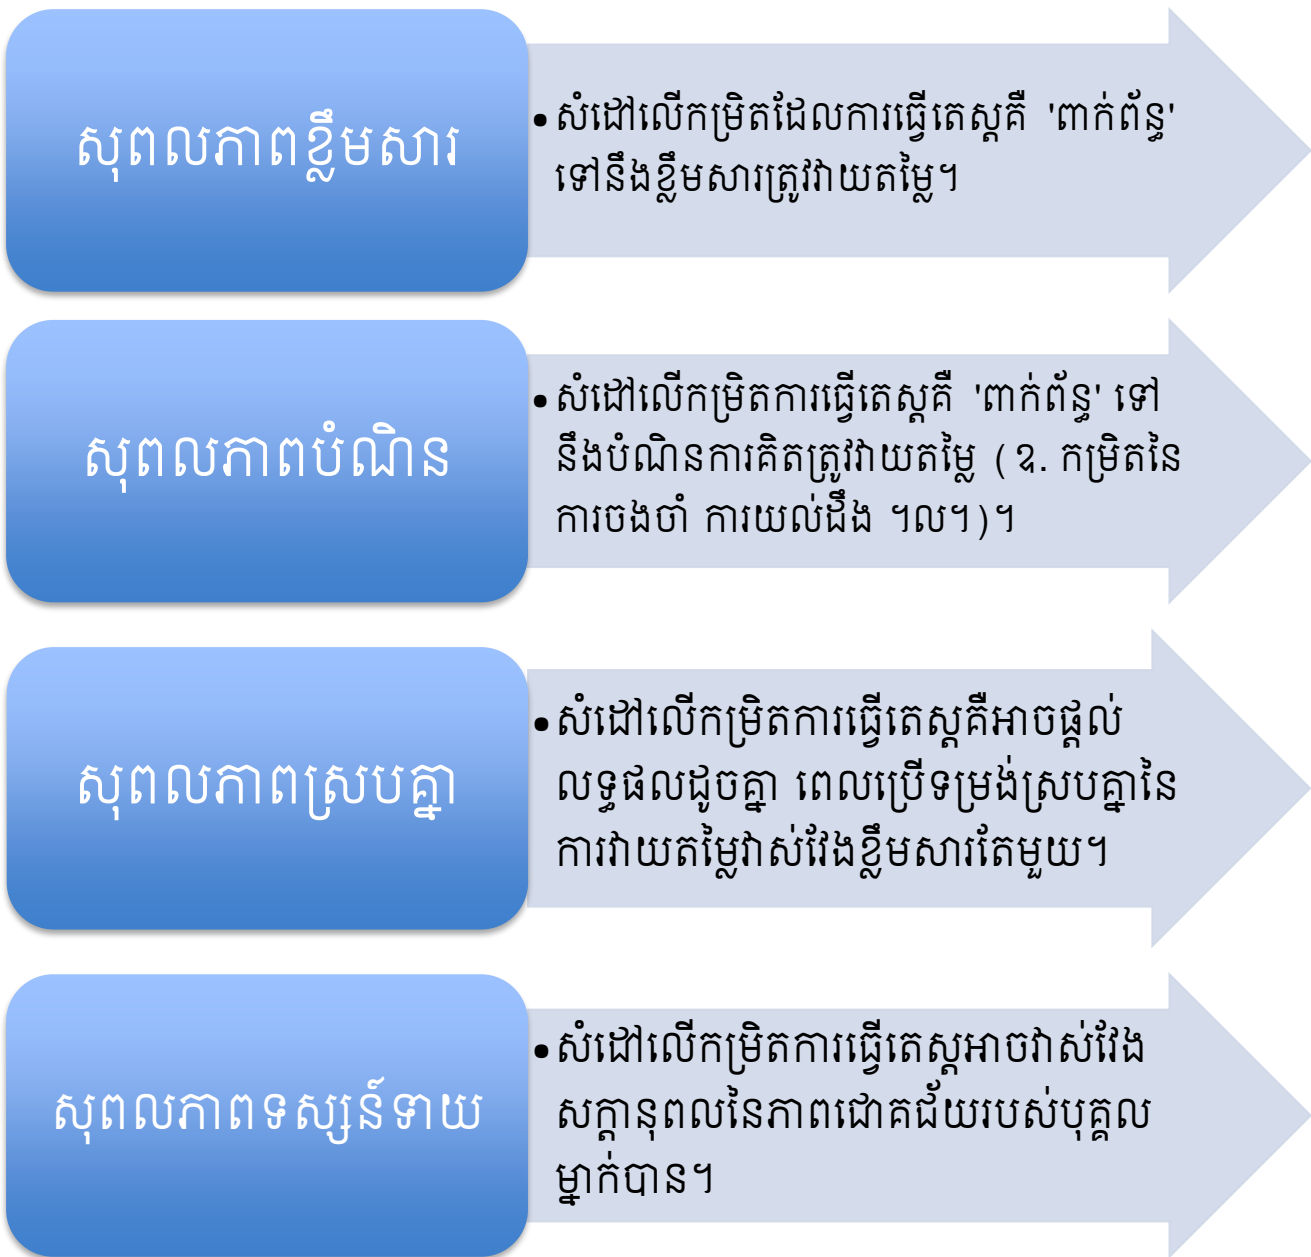 សុពលភាពខ្លឹមសារ
•សំដៅលើកម្រិតដែលការធ្វើតេស្តគឺ 'ពាក់ព័ន្ធ'
ទៅនឹងខ្លឹមសារត្រូវវាយតម្លៃ។
សុពលភាពបំណិន
•សំដៅលើកម្រិតការធ្វើតេស្តគឺ 'ពាក់ព័ន្ធ' ទៅ
នឹងបំណិនការគិតត្រូវវាយតម្លៃ (ឧ. កម្រិតនៃ
ការចងចាំ ការយល់ដឹង ។ល។)។
សុពលភាពស្របគ្នា
•សំដៅលើកម្រិតការធ្វើតេស្តគឺអាចផ្តល់
លទ្ធផលដូចគ្នា ពេលប្រើទម្រង់ស្របគ្នានៃ
ការវាយតម្លៃវាស់វែងខ្លឹមសារតែមួយ។
សុពលភាពទស្សន៍ទាយ
•សំដៅលើកម្រិតការធ្វើតេស្តអាចវាស់វែង
សក្តានុពលនៃភាពជោគជ័យរបស់បុគ្គល
ម្នាក់បាន។